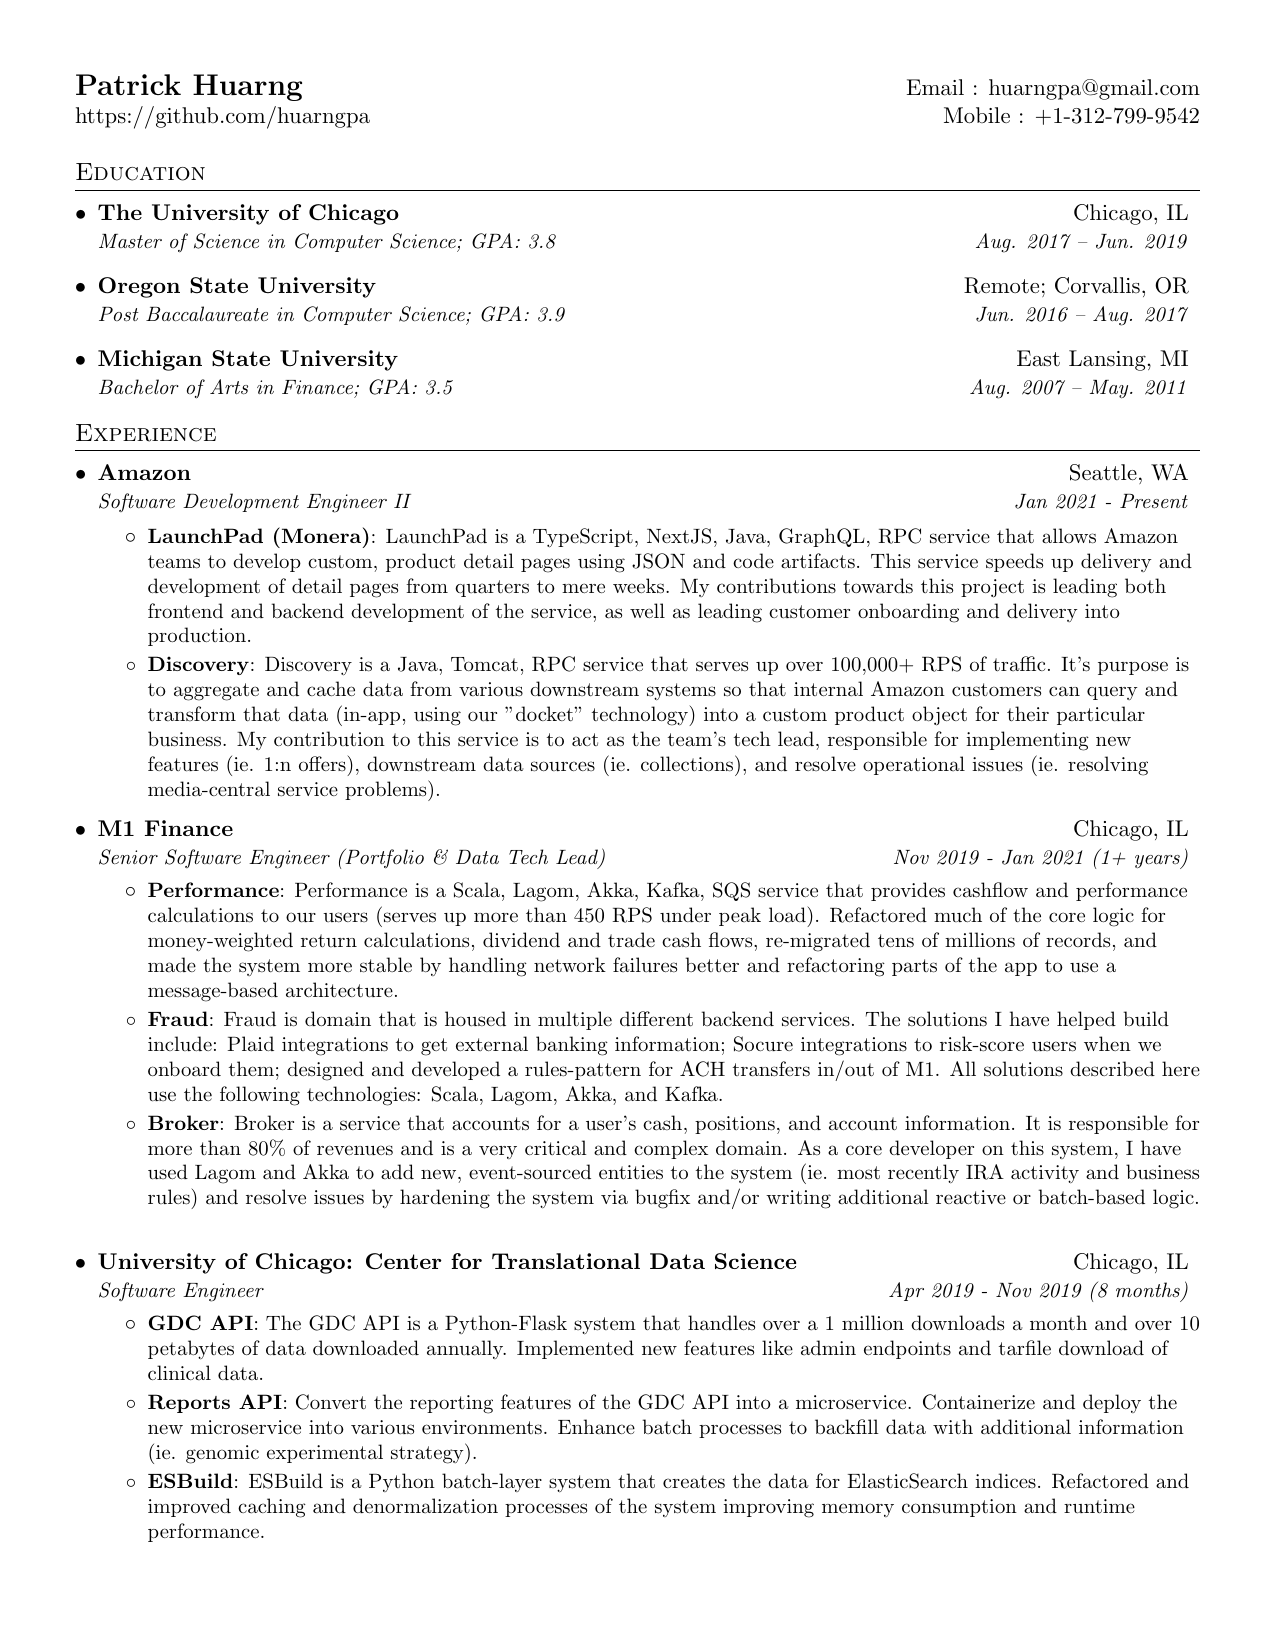 Patrick Huarng
Email : huarngpa@gmail.com
https://github.com/huarngpa
Mobile : +1-312-799-9542
Education
• The University of Chicago
Chicago, IL
Master of Science in Computer Science; GPA: 3.8
Aug. 2017 – Jun. 2019
• Oregon State University
Remote; Corvallis, OR
Post Baccalaureate in Computer Science; GPA: 3.9
Jun. 2016 – Aug. 2017
• Michigan State University
East Lansing, MI
Bachelor of Arts in Finance; GPA: 3.5
Aug. 2007 – May. 2011
Experience
• Amazon
Seattle, WA
Software Development Engineer II
Jan 2021 - Present
◦ LaunchPad (Monera): LaunchPad is a TypeScript, NextJS, Java, GraphQL, RPC service that allows Amazon
teams to develop custom, product detail pages using JSON and code artifacts. This service speeds up delivery and
development of detail pages from quarters to mere weeks. My contributions towards this project is leading both
frontend and backend development of the service, as well as leading customer onboarding and delivery into
production.
◦ Discovery: Discovery is a Java, Tomcat, RPC service that serves up over 100,000+ RPS of traffic. It's purpose is
to aggregate and cache data from various downstream systems so that internal Amazon customers can query and
transform that data (in-app, using our ”docket” technology) into a custom product object for their particular
business. My contribution to this service is to act as the team's tech lead, responsible for implementing new
features (ie. 1:n offers), downstream data sources (ie. collections), and resolve operational issues (ie. resolving
media-central service problems).
• M1 Finance
Chicago, IL
Senior Software Engineer (Portfolio & Data Tech Lead)
Nov 2019 - Jan 2021 (1+ years)
◦ Performance: Performance is a Scala, Lagom, Akka, Kafka, SQS service that provides cashflow and performance
calculations to our users (serves up more than 450 RPS under peak load). Refactored much of the core logic for
money-weighted return calculations, dividend and trade cash flows, re-migrated tens of millions of records, and
made the system more stable by handling network failures better and refactoring parts of the app to use a
message-based architecture.
◦ Fraud: Fraud is domain that is housed in multiple different backend services. The solutions I have helped build
include: Plaid integrations to get external banking information; Socure integrations to risk-score users when we
onboard them; designed and developed a rules-pattern for ACH transfers in/out of M1. All solutions described here
use the following technologies: Scala, Lagom, Akka, and Kafka.
◦ Broker: Broker is a service that accounts for a user's cash, positions, and account information. It is responsible for
more than 80% of revenues and is a very critical and complex domain. As a core developer on this system, I have
used Lagom and Akka to add new, event-sourced entities to the system (ie. most recently IRA activity and business
rules) and resolve issues by hardening the system via bugfix and/or writing additional reactive or batch-based logic.
• University of Chicago: Center for Translational Data Science
Chicago, IL
Software Engineer
Apr 2019 - Nov 2019 (8 months)
◦ GDC API: The GDC API is a Python-Flask system that handles over a 1 million downloads a month and over 10
petabytes of data downloaded annually. Implemented new features like admin endpoints and tarfile download of
clinical data.
◦ Reports API: Convert the reporting features of the GDC API into a microservice. Containerize and deploy the
new microservice into various environments. Enhance batch processes to backfill data with additional information
(ie. genomic experimental strategy).
◦ ESBuild: ESBuild is a Python batch-layer system that creates the data for ElasticSearch indices. Refactored and
improved caching and denormalization processes of the system improving memory consumption and runtime
performance.